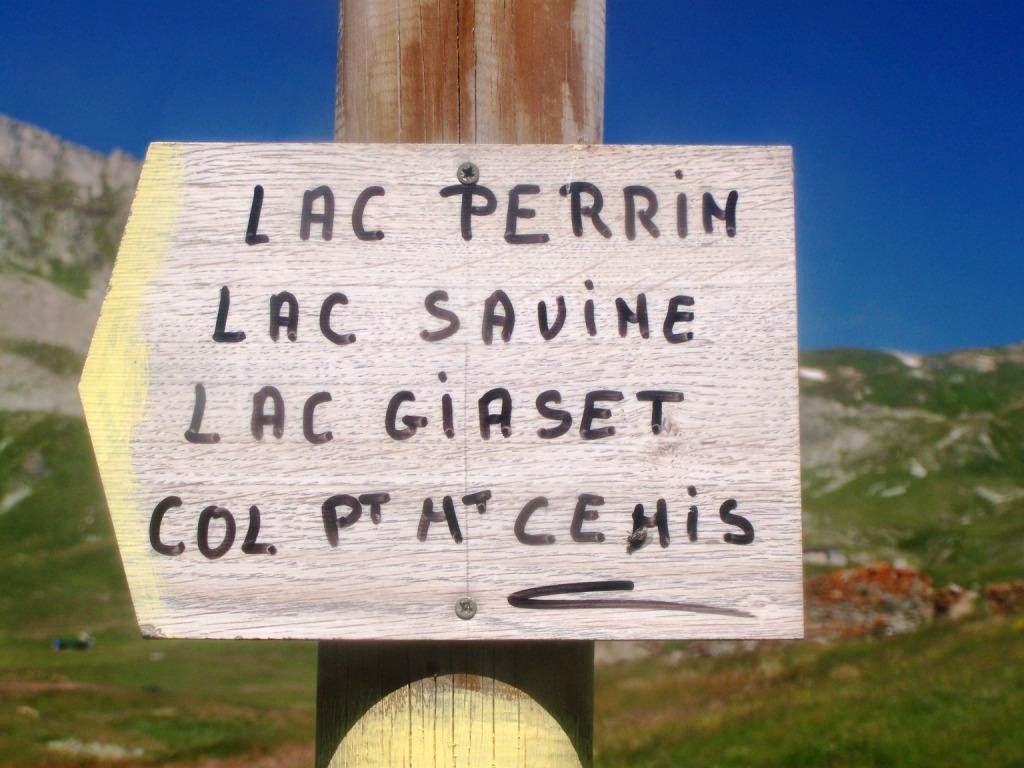 LAC PERRiN
LAC SAViNE
LAC GiASET
COL PT MT CENiS